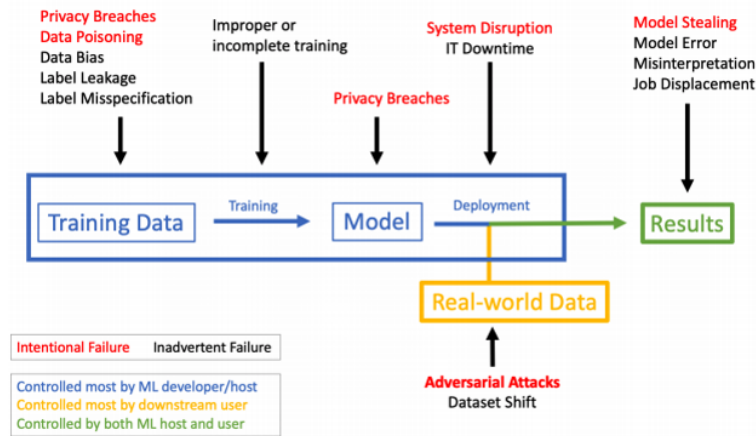 Privacy Breaches
Data Poisoning
Data Bias
Label Leakage
Label Misspecification
Improper or
incomplete training
Privacy Breaches
System Disruption
IT Downtime
Model Stealing
Model Error
Misinterpretation
Job Displacement
Training Data
Training
Model
Deployment
Results
Real-world Data
Adversarial Attacks
Dataset Shift
Intentional Failure Inadvertent Failure
Controlled most by ML developer/host
Controlled most by downstream user
Controlled by both ML host and user